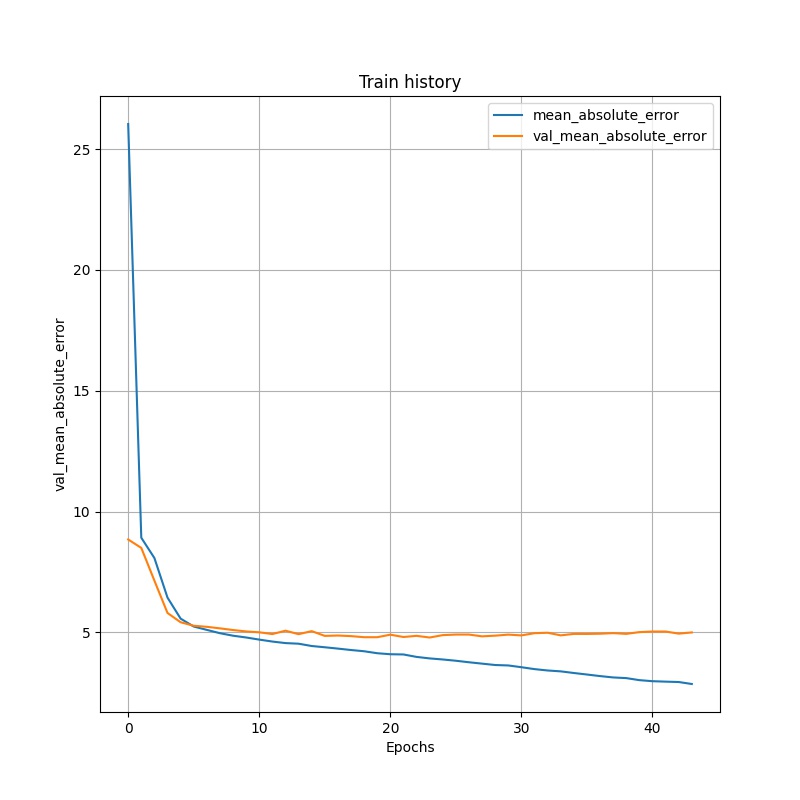 Train history
mean_absolute_error
val_mean_absolute_error
val_mean_absolute_error
25
20
15
10
5
0 10 20 30 40
Epochs